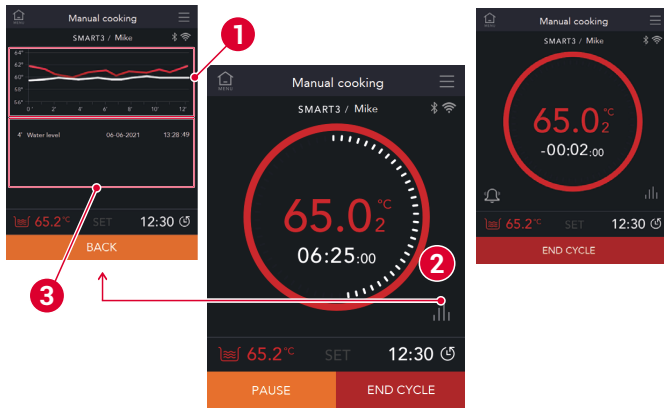 MENU
Manual cooking
SMART3 / Mike
64°
62°
60°
58°
56°
0' 2' 4' 6' 8' 10' 12'
4' Water level 06-06-2021 13:28:49
65.2°C SET 12:30
BACK
1
3
MENU
Manual cooking
SMART3 / Mike
65.02 °C
06:25:00
2
65.2°C SET 12:30
PAUSE END CYCLE
MENU
Manual cooking
SMART3 / Mike
65.02 °C
-00:02:00
65.2°C SET 12:30
END CYCLE